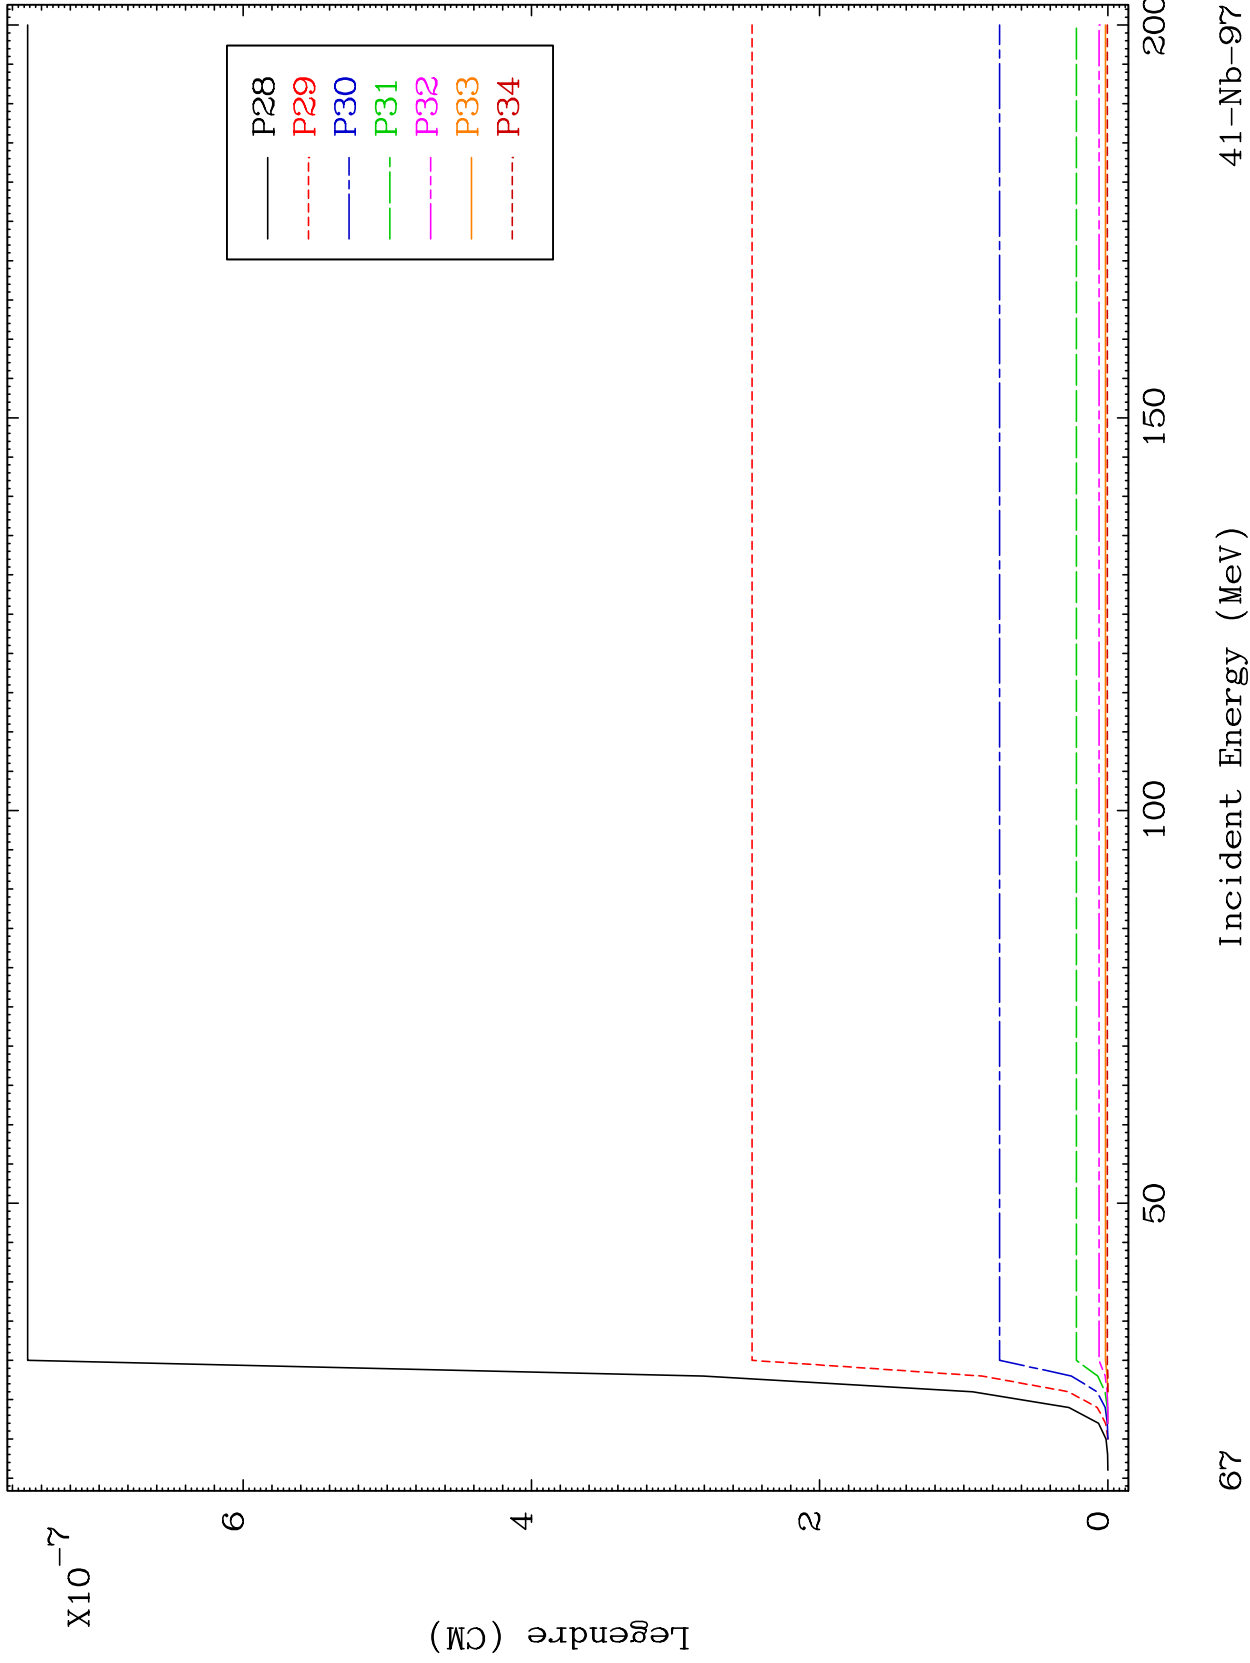 X10-7
Legendre (CM)
6
4
2
0
P28
P29
P30
P31
P32
P33
P34
50
100
150
200
Incident Energy (MeV)
67
41-Nb-97